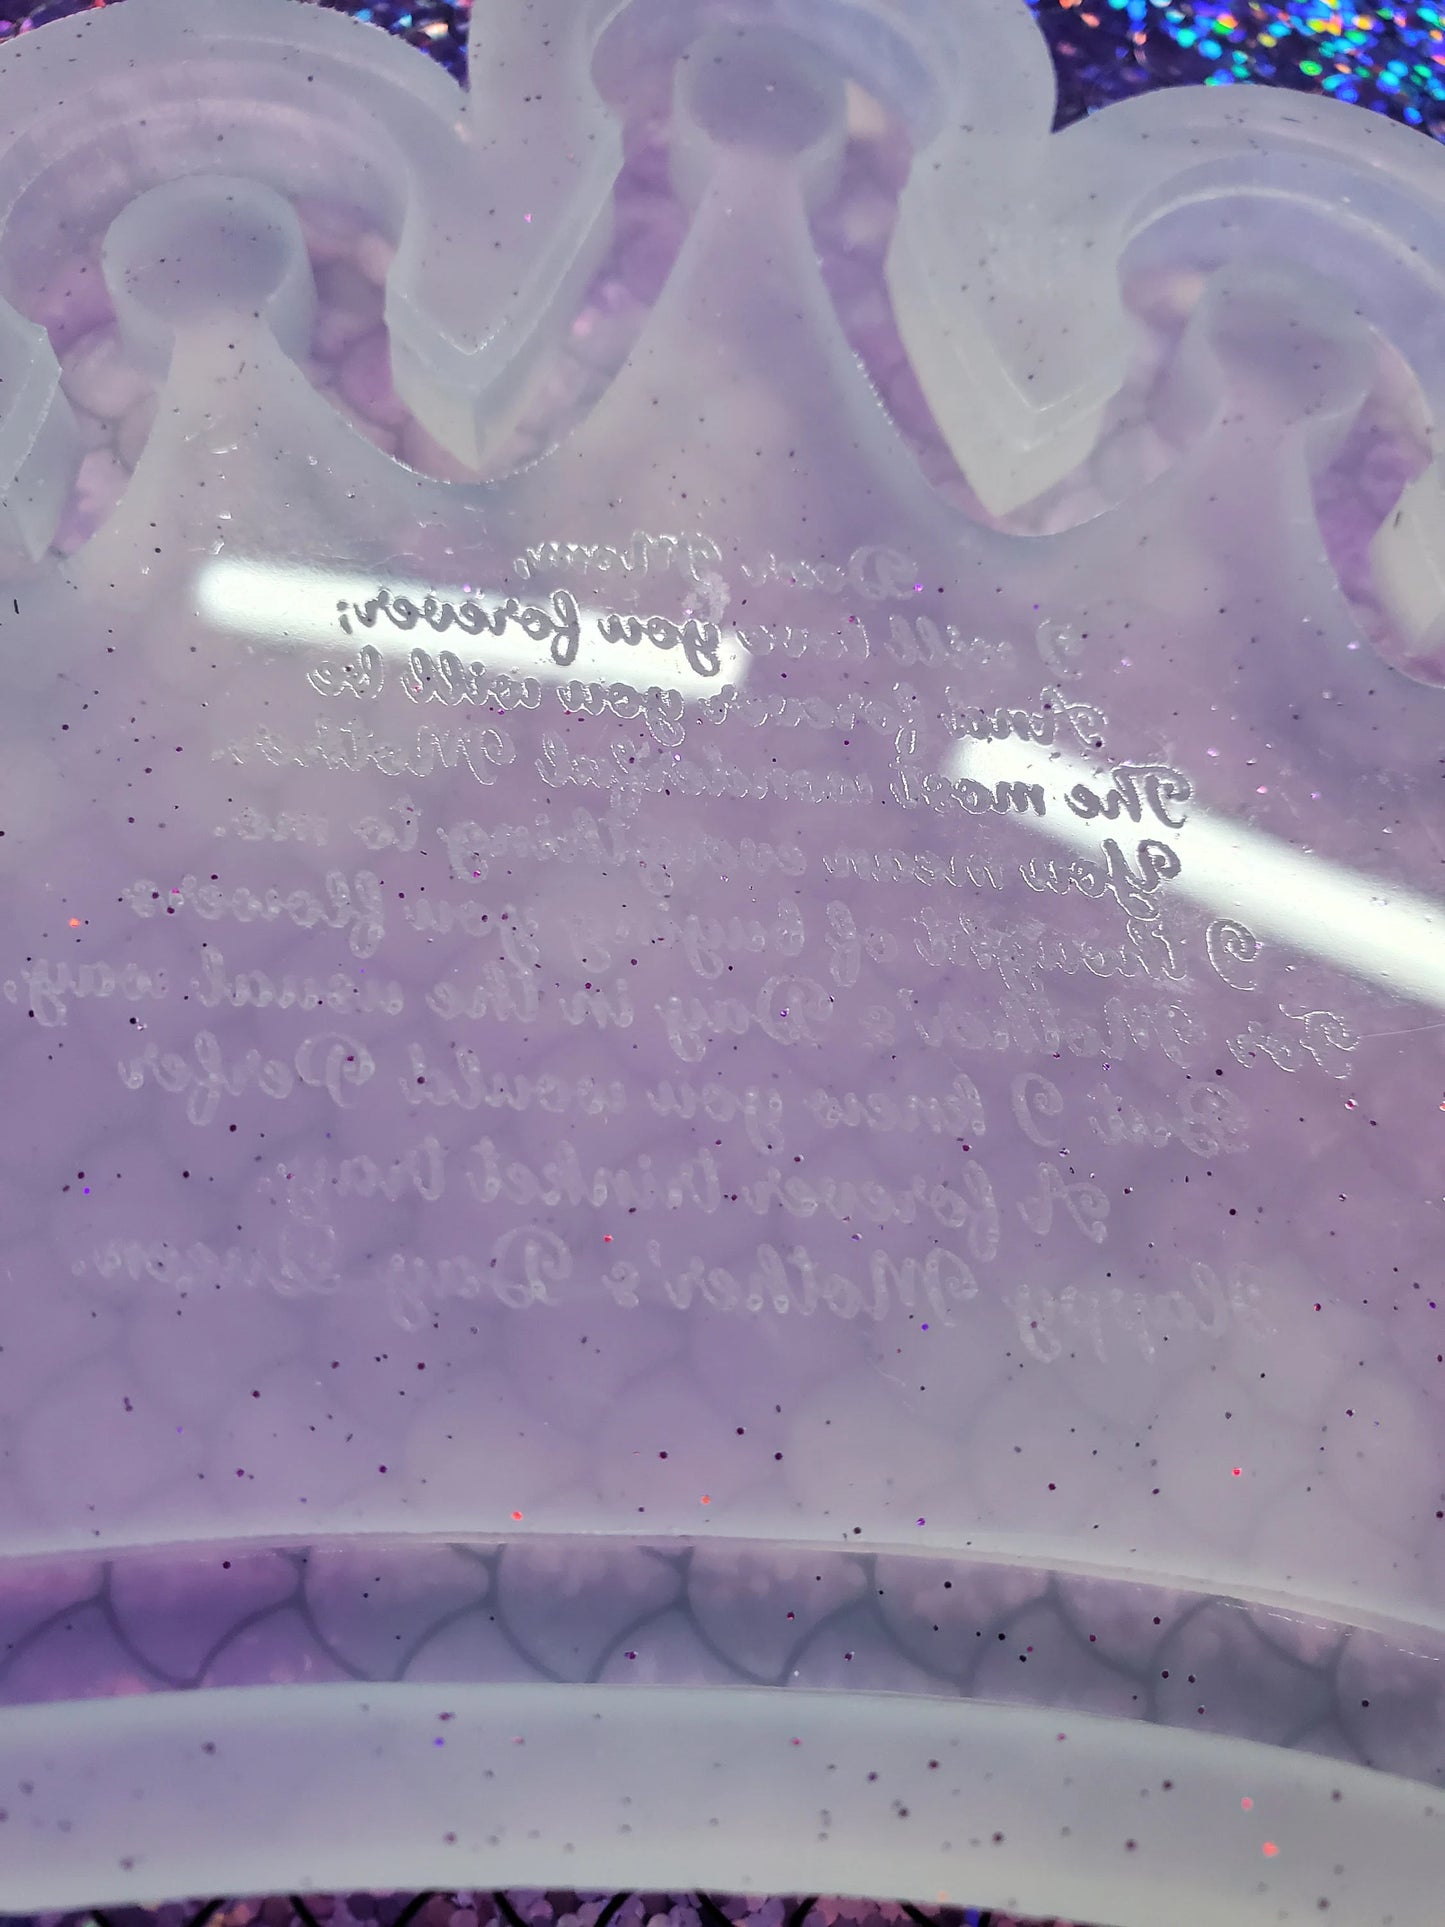 Dear Mom,
I will love you forever;
And forever you will be
The most wonderful Mother.
You mean everything to me.
I thought of buying you flowers
For Mother's Day in the usual way;
But I knew you would Perfer
A forever trinket tray.
Happy Mother's Day Queen.